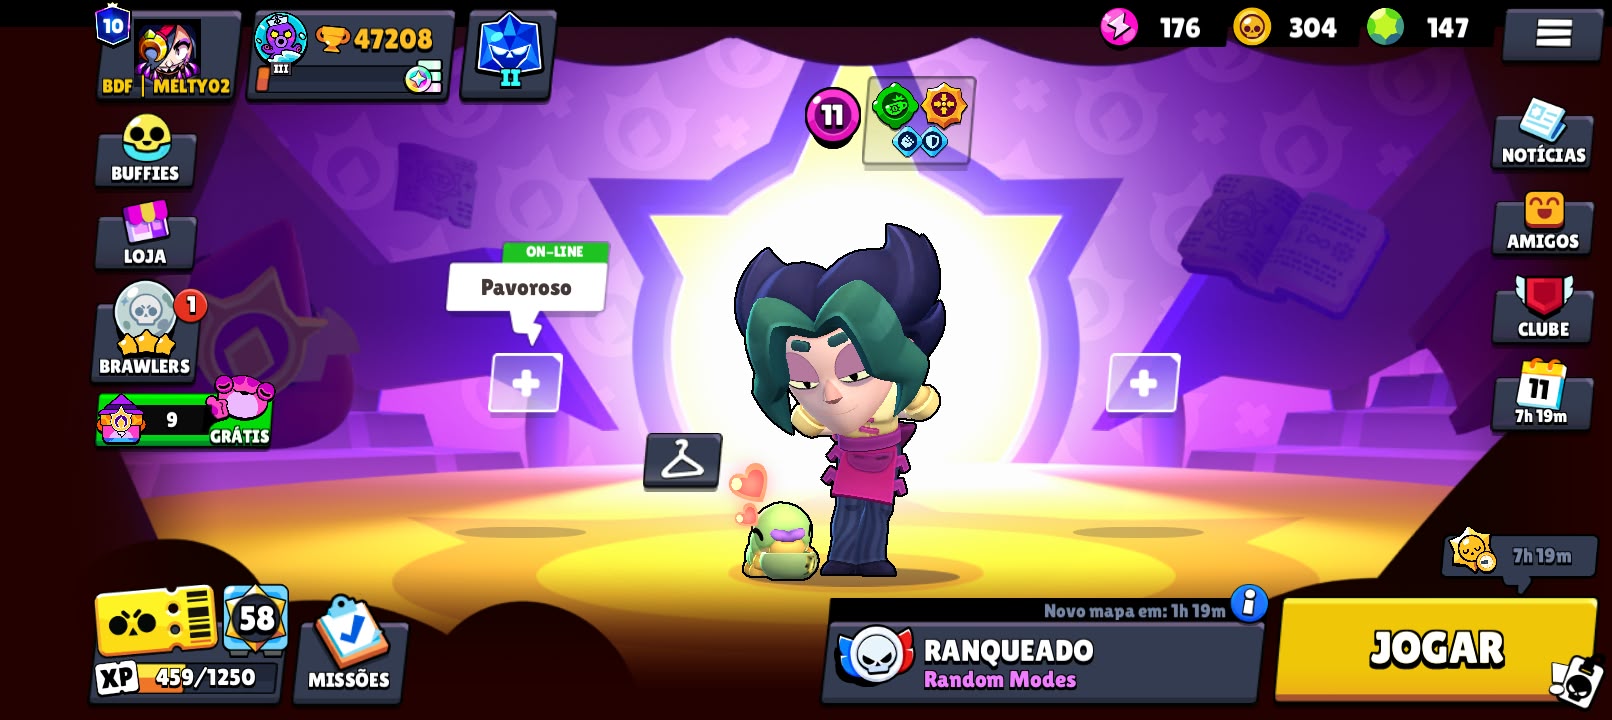 10
BDF | MELTY02
47208
III
II
176
304
147
11
BUFFIES
LOJA
1
BRAWLERS
9
GRÁTIS
ON-LINE
Pavoroso
NOTÍCIAS
AMIGOS
CLUBE
11
7h 19m
7h 19m
58
XP 459/1250
MISSÕES
Novo mapa em: 1h 19m
RANQUEADO
Random Modes
JOGAR